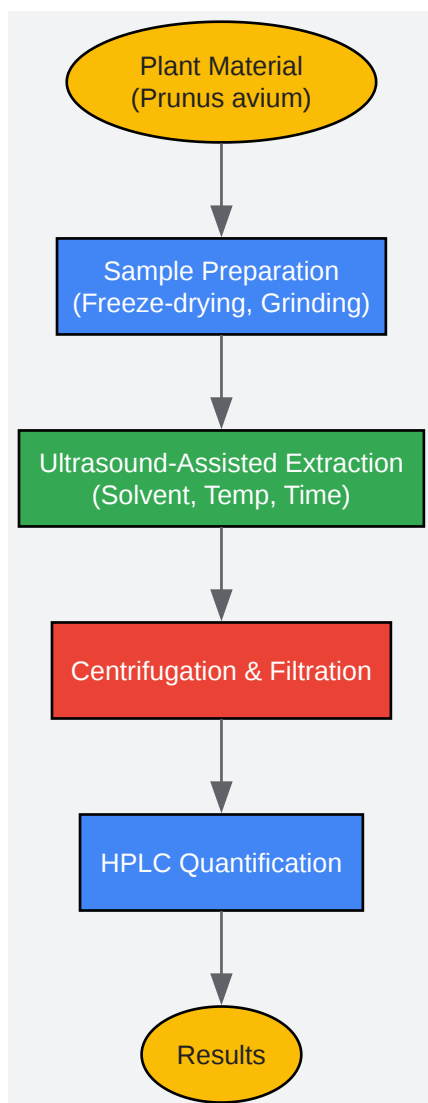 Plant Material
(Prunus avium)
Sample Preparation
(Freeze-drying, Grinding)
Ultrasound-Assisted Extraction
(Solvent, Temp, Time)
Centrifugation & Filtration
HPLC Quantification
Results